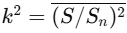 $k^2 = \overline{(S/S_n)^2}$